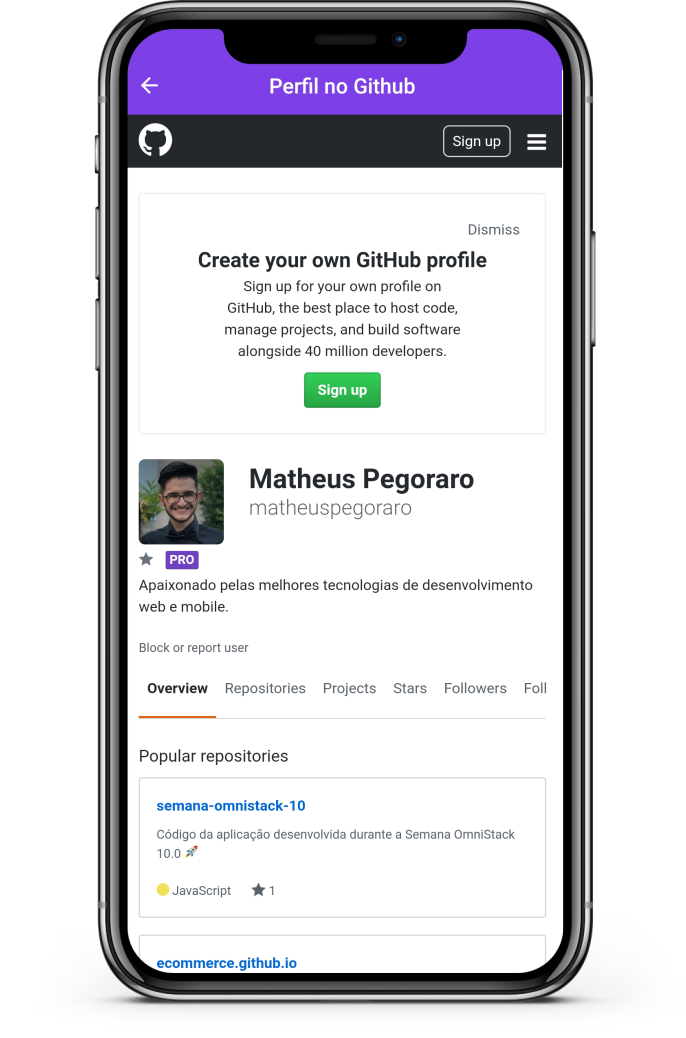 Perfil no Github
Sign up
Dismiss
Create your own GitHub profile
Sign up for your own profile on
GitHub, the best place to host code,
manage projects, and build software
alongside 40 million developers.
Sign up
Matheus Pegoraro
matheuspegoraro
PRO
Apaixonado pelas melhores tecnologias de desenvolvimento
web e mobile.
Block or report user
Overview Repositories Projects Stars Followers Foll
Popular repositories
semana-omnistack-10
Código da aplicação desenvolvida durante a Semana OmniStack
10.0 🚀
JavaScript 1
ecommerce.github.io